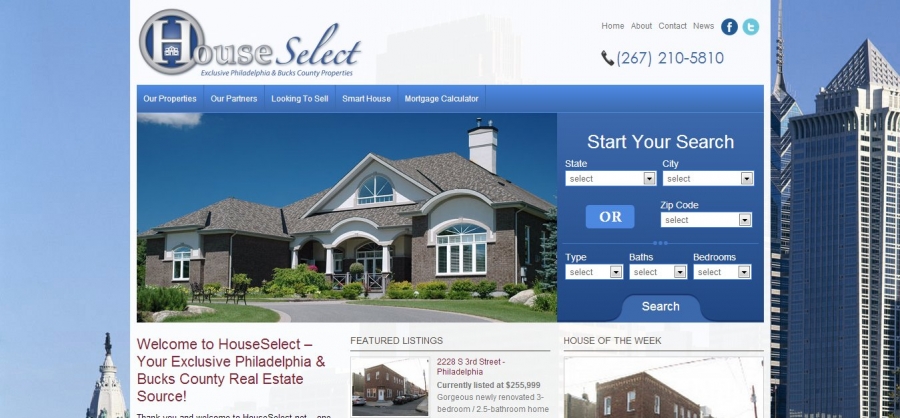 HouseSelect
Exclusive Philadelphia & Bucks County Properties
Home About Contact News
(267) 210-5810
Our Properties Our Partners Looking To Sell Smart House Mortgage Calculator
Start Your Search
State City
select select
OR
Zip Code
select
Type Baths Bedrooms
select select select
Search
Welcome to HouseSelect –
Your Exclusive Philadelphia &
Bucks County Real Estate
Source!
Thank you and welcome to HouseSelect.net – one
FEATURED LISTINGS
2228 S 3rd Street -
Philadelphia
Currently listed at $255,999
Gorgeous newly renovated 3-
bedroom / 2.5-bathroom home
HOUSE OF THE WEEK